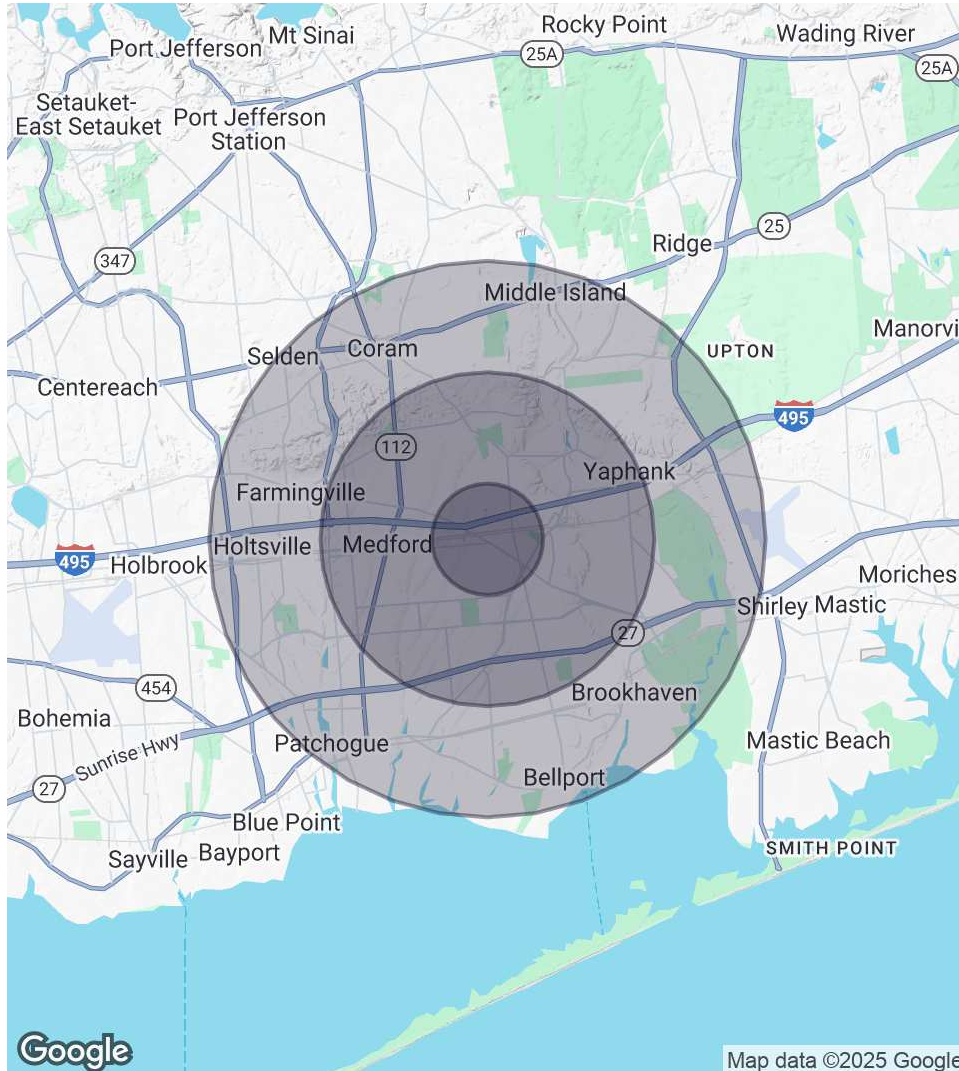 Rocky Point
Mt Sinai
Wading River
Port Jefferson
25A
25A
Setauket-
East Setauket
Port Jefferson
Station
25
Ridge
347
Middle Island
Manorvi
Coram
UPTON
Selden
Centereach
495
112
Yaphank
Farmingville
Medford
Holtsville
495
Holbrook
Moriches
Shirley
Mastic
27
454
Brookhaven
Bohemia
Sunrise Hwy
Patchogue
Mastic Beach
Bellport
27
Blue Point
Bayport
Sayville
SMITH POINT
Google
Map data ©2025 Google